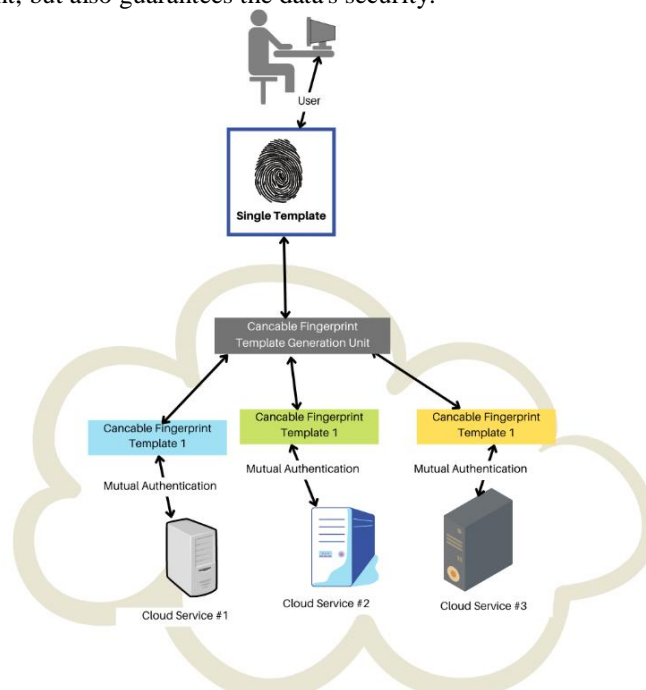 nt, but also guarantees the data's security.
User
Single Template
Cancable Fingerprint
Template Generation Unit
Cancable Fingerprint
Template 1
Cancable Fingerprint
Template 1
Cancable Fingerprint
Template 1
Mutual Authentication
Mutual Authentication
Mutual Authentication
Cloud Service #1
Cloud Service #2
Cloud Service #3